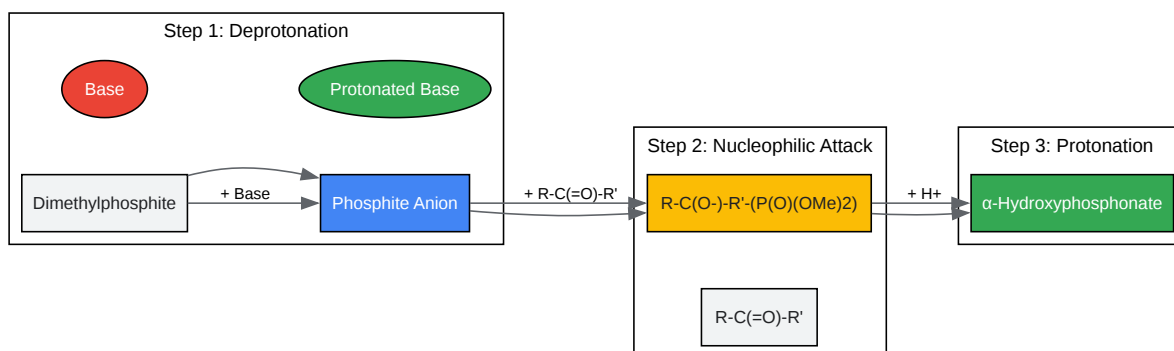 Step 1: Deprotonation
Base
Protonated Base
Dimethylphosphite
+ Base
Phosphite Anion
+ R-C(=O)-R'
Step 2: Nucleophilic Attack
R-C(O-)-R'-(P(O)(OMe)2)
R-C(=O)-R'
+ H+
Step 3: Protonation
α-Hydroxyphosphonate